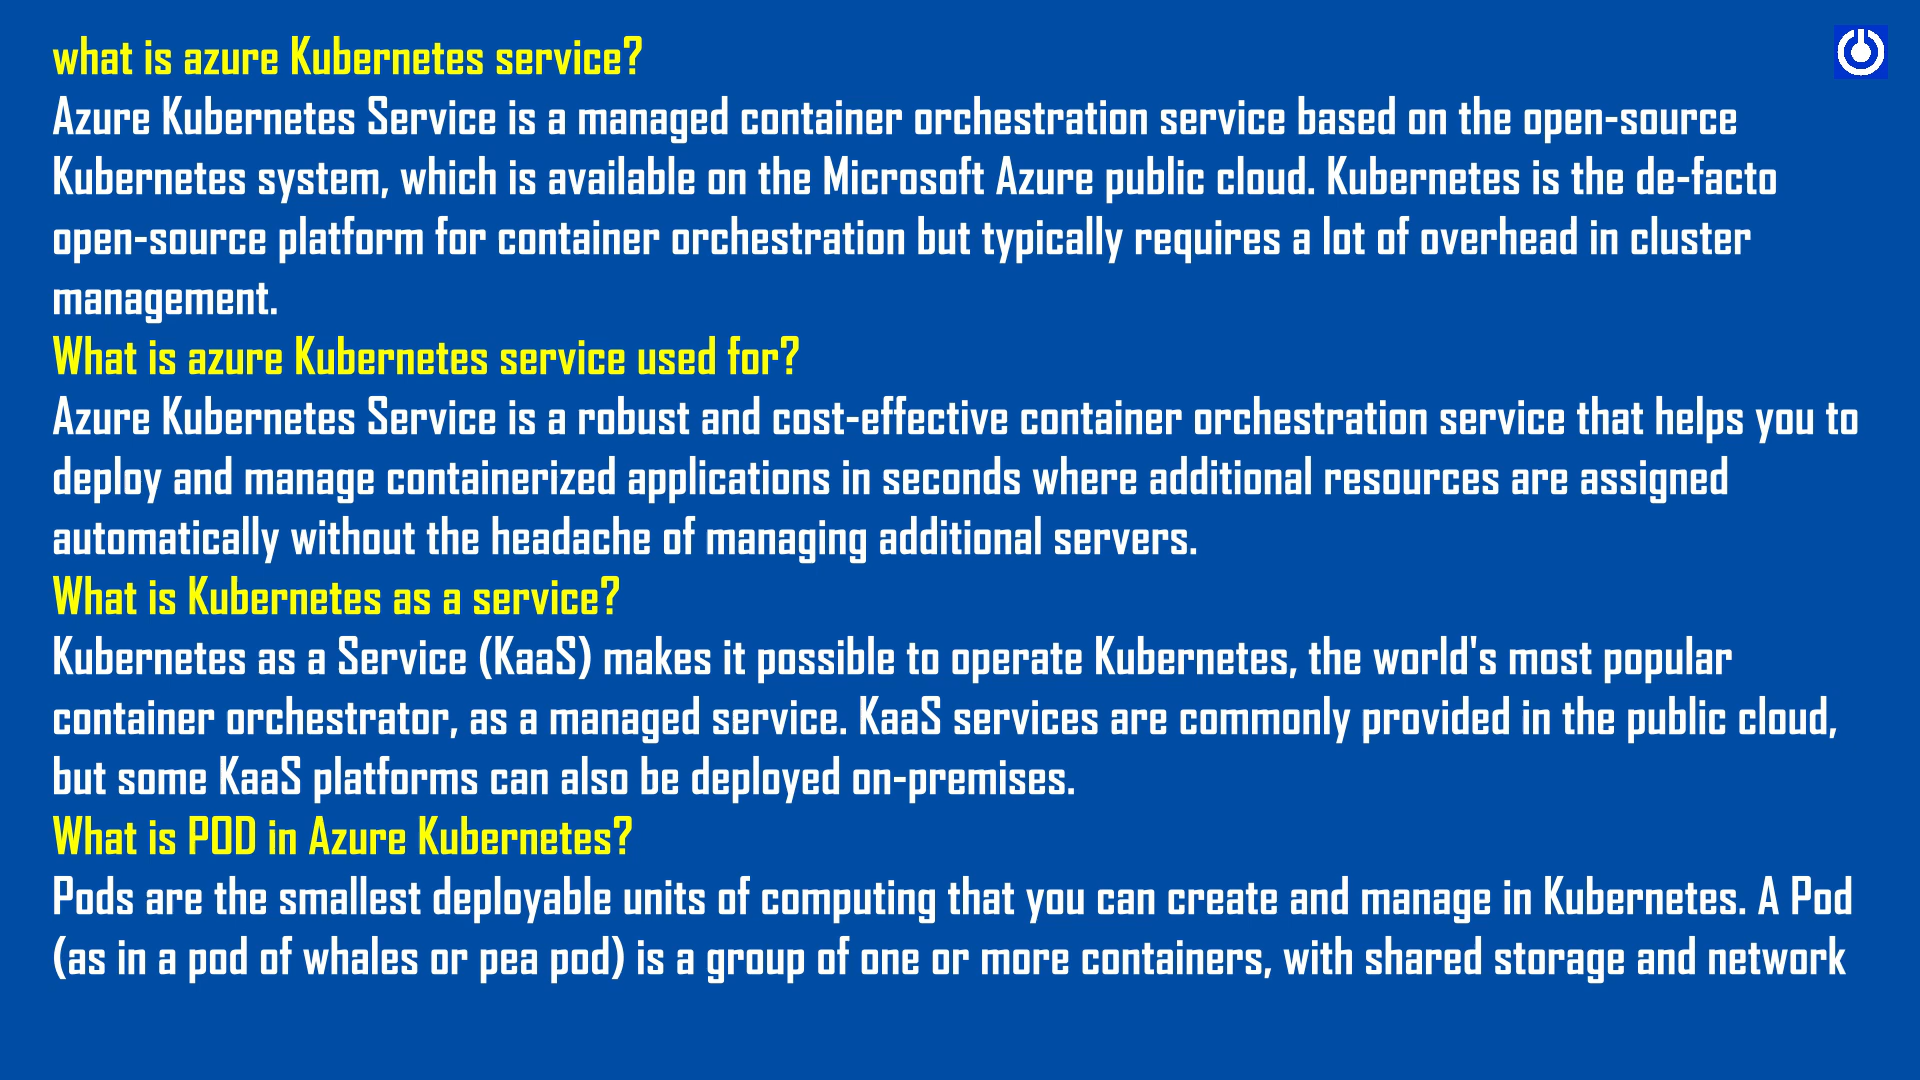 what is azure Kubernetes service?
Azure Kubernetes Service is a managed container orchestration service based on the open-source
Kubernetes system, which is available on the Microsoft Azure public cloud. Kubernetes is the de-facto
open-source platform for container orchestration but typically requires a lot of overhead in cluster
management.
What is azure Kubernetes service used for?
Azure Kubernetes Service is a robust and cost-effective container orchestration service that helps you to
deploy and manage containerized applications in seconds where additional resources are assigned
automatically without the headache of managing additional servers.
What is Kubernetes as a service?
Kubernetes as a Service (KaaS) makes it possible to operate Kubernetes, the world's most popular
container orchestrator, as a managed service. KaaS services are commonly provided in the public cloud,
but some KaaS platforms can also be deployed on-premises.
What is POD in Azure Kubernetes?
Pods are the smallest deployable units of computing that you can create and manage in Kubernetes. A Pod
(as in a pod of whales or pea pod) is a group of one or more containers, with shared storage and network